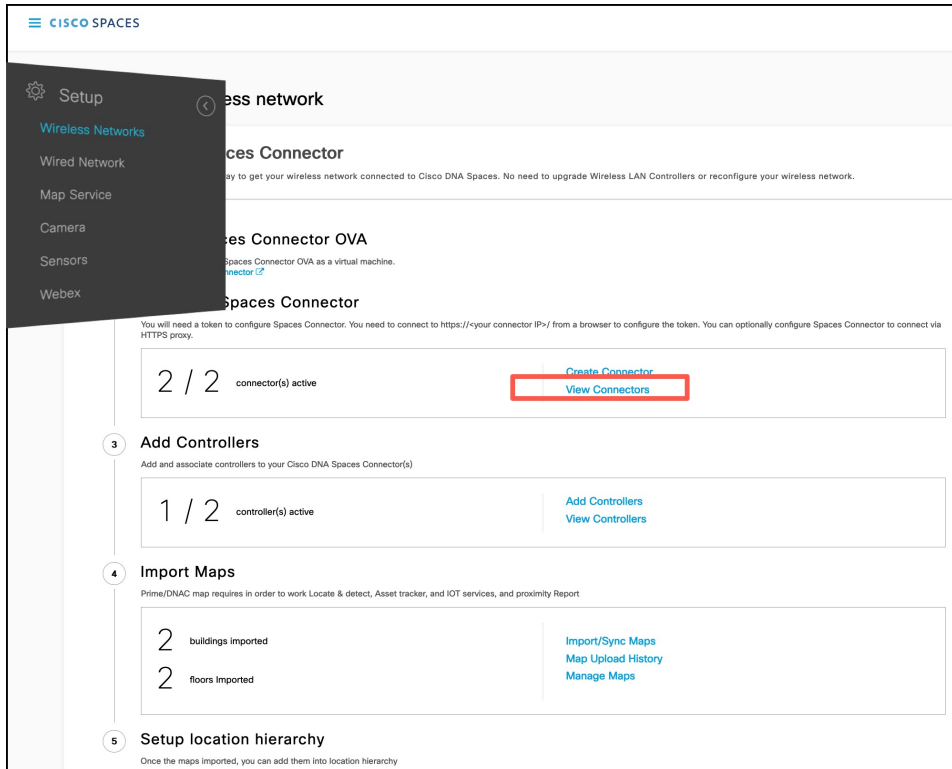 CISCO SPACES
Setup
Wireless Networks
Wired Network
Map Service
Camera
Sensors
Webex
ess network
ces Connector
ay to get your wireless network connected to Cisco DNA Spaces. No need to upgrade Wireless LAN Controllers or reconfigure your wireless network.
es Connector OVA
Spaces Connector OVA as a virtual machine.
nnector
Spaces Connector
You will need a token to configure Spaces Connector. You need to connect to https://<your connector IP>/ from a browser to configure the token. You can optionally configure Spaces Connector to connect via
HTTPS proxy.
2 / 2 connector(s) active
Create Connector
View Connectors
3 Add Controllers
Add and associate controllers to your Cisco DNA Spaces Connector(s)
1 / 2 controller(s) active
Add Controllers
View Controllers
4 Import Maps
Prime/DNAC map requires in order to work Locate & detect, Asset tracker, and IOT services, and proximity Report
2 buildings imported
2 floors Imported
Import/Sync Maps
Map Upload History
Manage Maps
5 Setup location hierarchy
Once the maps imported, you can add them into location hierarchy